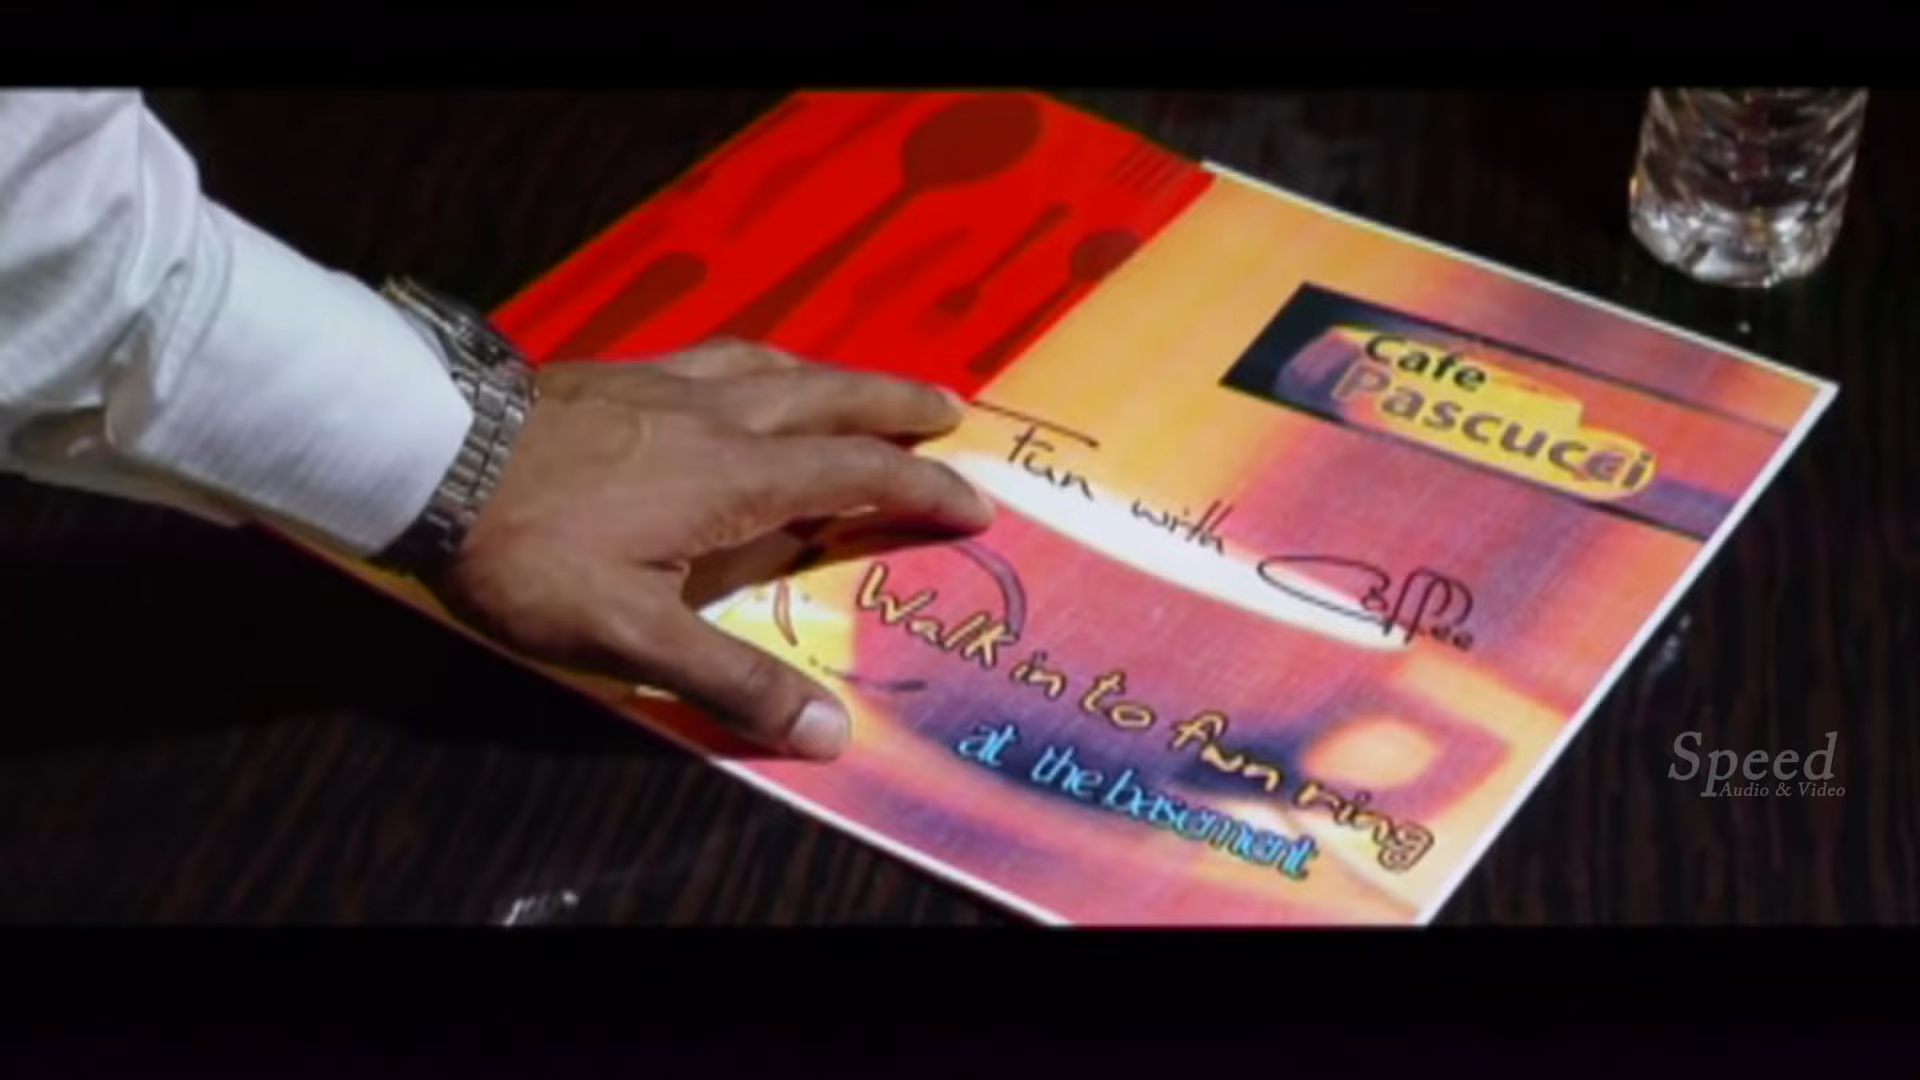 Cafe
Pascucci
Fun with Coffee
Walk in to fun ring
at the basement
Speed
Audio & Video